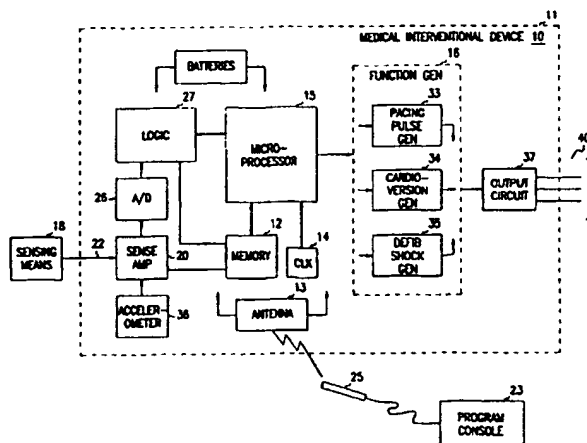 11
MEDICAL INTERVENTIONAL DEVICE 10
BATTERIES
16
FUNCTION GEN
27
LOGIC
15
MICRO-
PROCESSOR
33
PACING
PULSE
GEN
40
34
CARDIO-
VERSION
GEN
37
OUTPUT
CIRCUIT
26
A/D
18
SENSING
MEANS
22
SENSE
AMP
20
12
MEMORY
14
CLK
35
DEFIB
SHOCK
GEN
ACCELER-
OMETER
36
13
ANTENNA
25
23
PROGRAM
CONSOLE